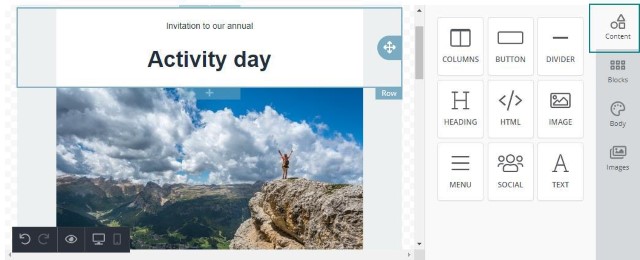 Invitation to our annual
Activity day
Row
COLUMNS
BUTTON
DIVIDER
HEADING
HTML
IMAGE
MENU
SOCIAL
TEXT
Content
Blocks
Body
Images